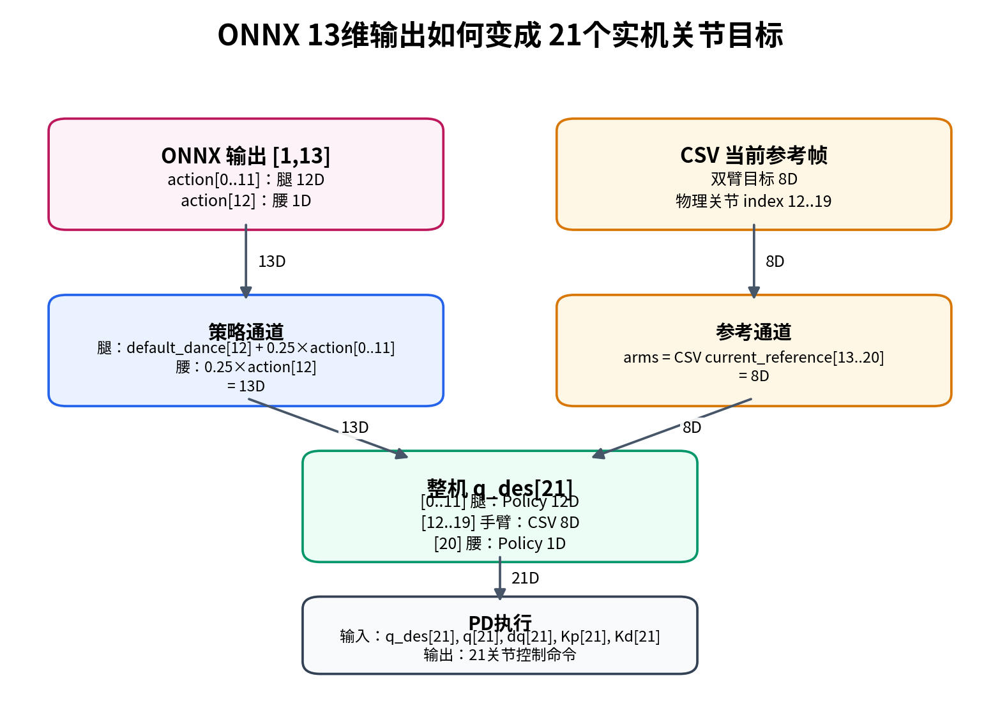 ONNX 13维输出如何变成 21个实机关节目标
ONNX 输出 [1,13]
action[0..11]：腿 12D
action[12]：腰 1D
CSV 当前参考帧
双臂目标 8D
物理关节 index 12..19
13D
8D
策略通道
腿：default_dance[12] + 0.25×action[0..11]
腰：0.25×action[12]
= 13D
参考通道
arms = CSV current_reference[13..20]
= 8D
13D
8D
整机 q_des[21]
[0..11] 腿：Policy 12D
[12..19] 手臂：CSV 8D
[20] 腰：Policy 1D
21D
PD执行
输入：q_des[21], q[21], dq[21], Kp[21], Kd[21]
输出：21关节控制命令